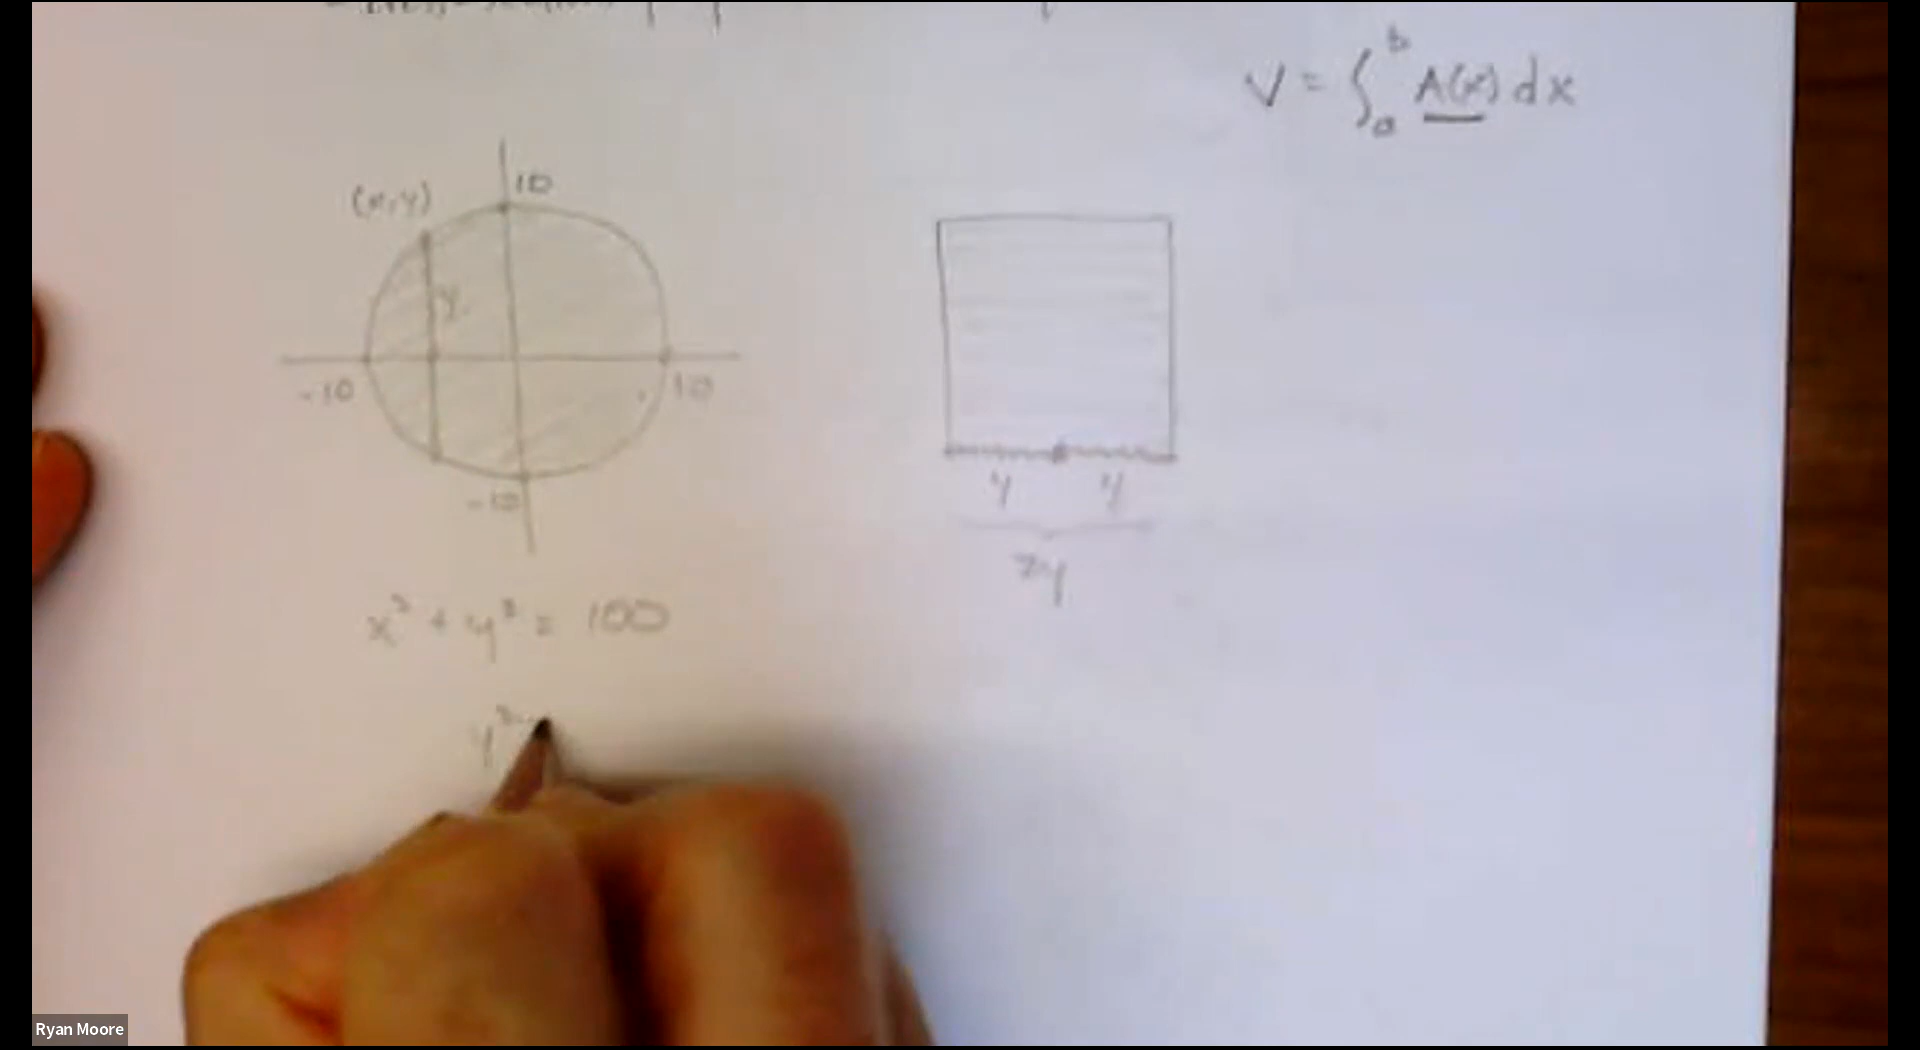 V = ∫ₐᵇ A(x) dx
10
(x,y)
y
-10
10
-10
y y
2y
x² + y² = 100
y²
Ryan Moore